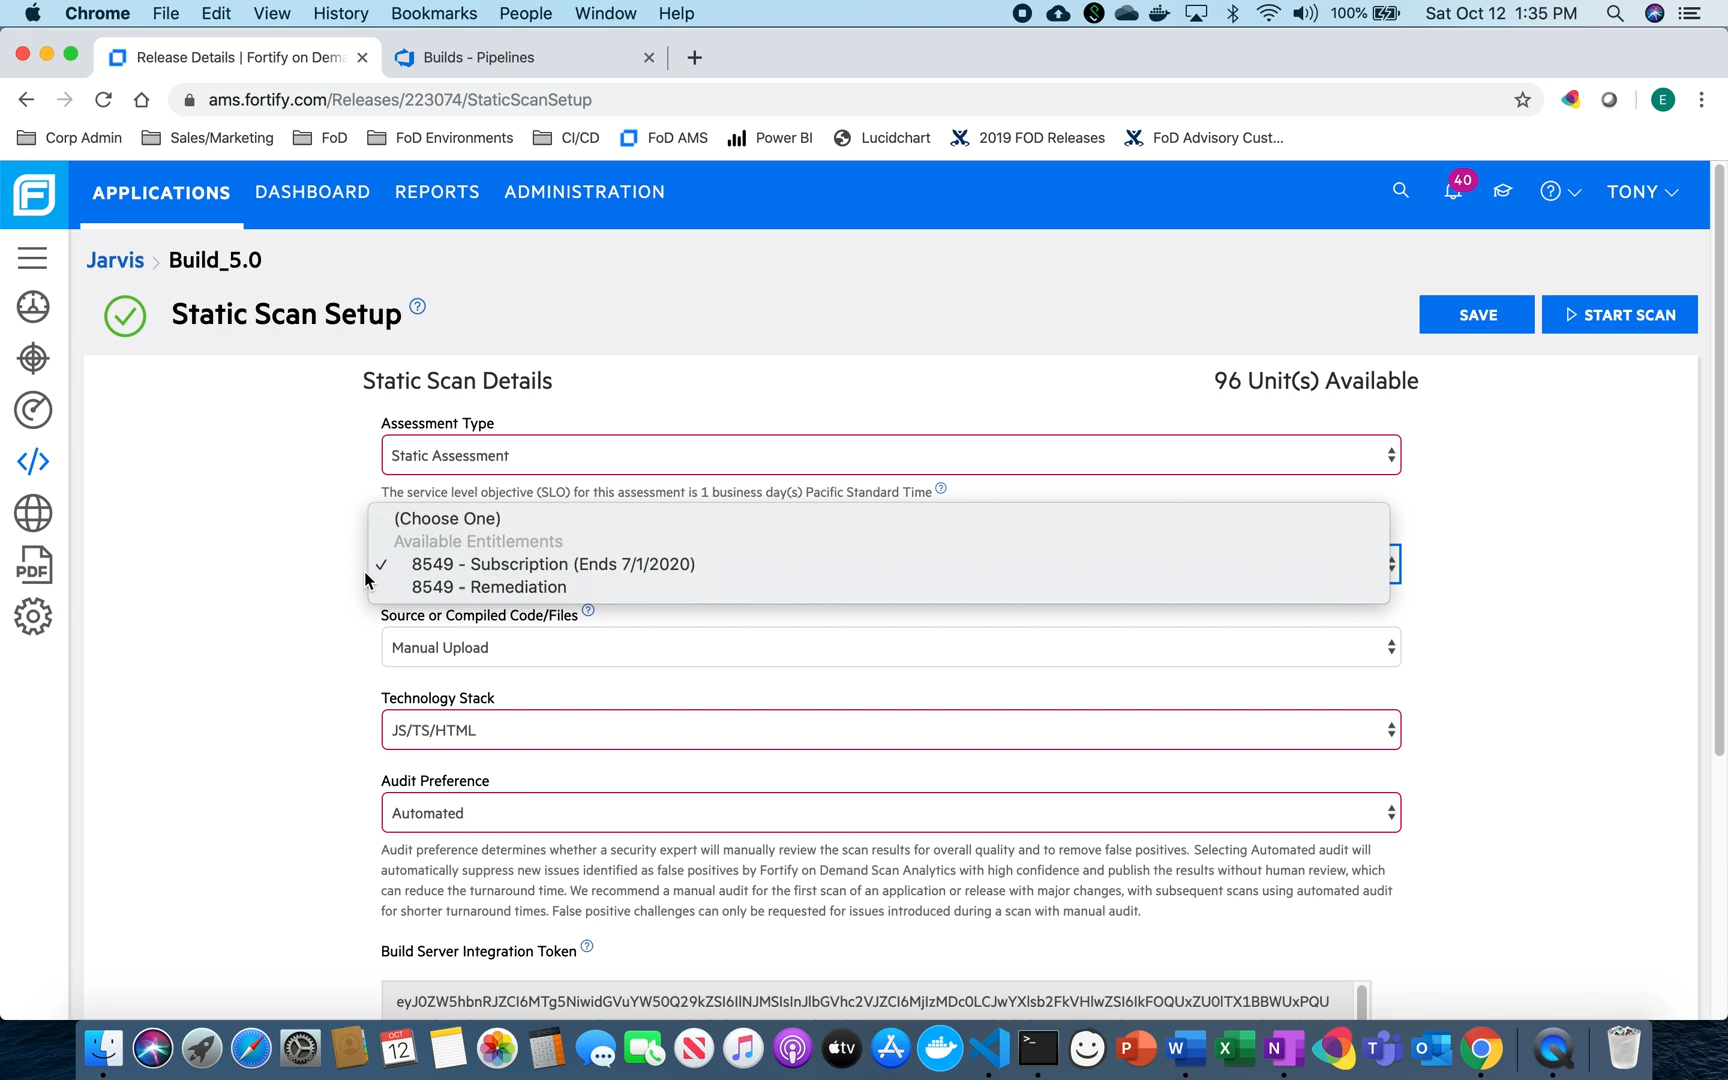 Chrome File Edit View History Bookmarks People Window Help 100% Sat Oct 12 1:35 PM
Release Details | Fortify on Dema Builds - Pipelines
ams.fortify.com/Releases/223074/StaticScanSetup E
Corp Admin Sales/Marketing FoD FoD Environments CI/CD FoD AMS Power BI Lucidchart 2019 FOD Releases FoD Advisory Cust...
APPLICATIONS DASHBOARD REPORTS ADMINISTRATION 40 TONY
Jarvis > Build_5.0
Static Scan Setup ?
SAVE START SCAN
Static Scan Details 96 Unit(s) Available
Assessment Type
Static Assessment
The service level objective (SLO) for this assessment is 1 business day(s) Pacific Standard Time ?
(Choose One)
Available Entitlements
✓ 8549 - Subscription (Ends 7/1/2020)
8549 - Remediation
Source or Compiled Code/Files ?
Manual Upload
Technology Stack
JS/TS/HTML
Audit Preference
Automated
Audit preference determines whether a security expert will manually review the scan results for overall quality and to remove false positives. Selecting Automated audit will
automatically suppress new issues identified as false positives by Fortify on Demand Scan Analytics with high confidence and publish the results without human review, which
can reduce the turnaround time. We recommend a manual audit for the first scan of an application or release with major changes, with subsequent scans using automated audit
for shorter turnaround times. False positive challenges can only be requested for issues introduced during a scan with manual audit.
Build Server Integration Token ?
PDF
OCT
12
tv